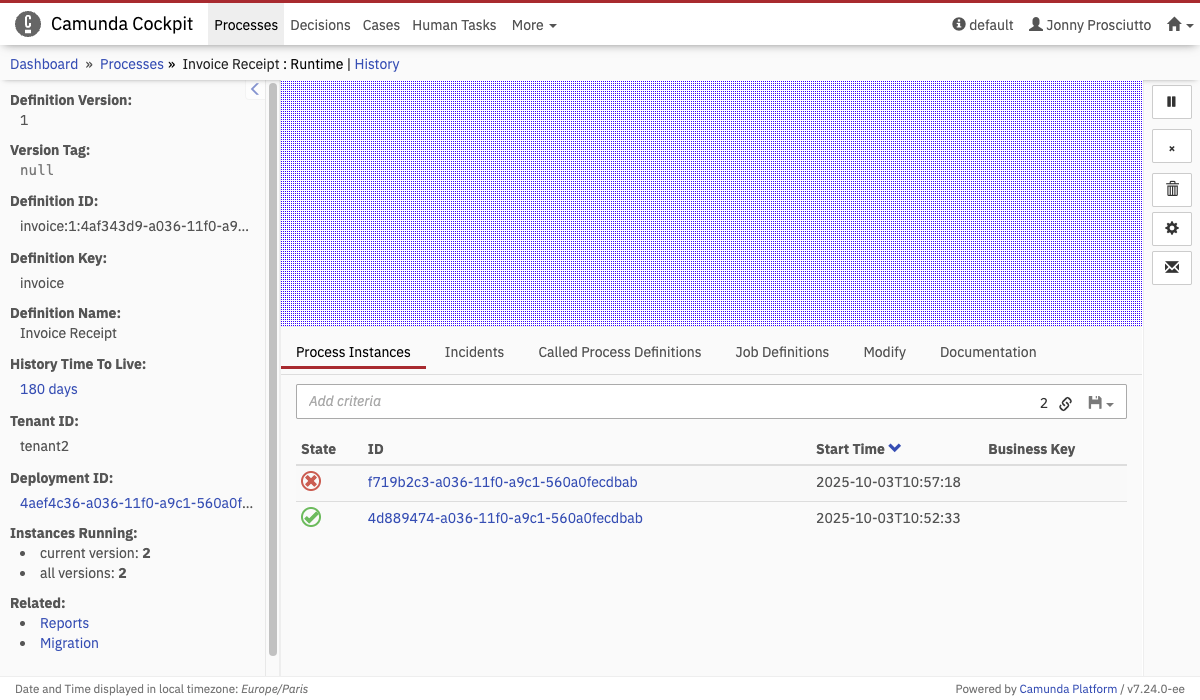 Camunda Cockpit Processes Decisions Cases Human Tasks More default Jonny Prosciutto
Dashboard » Processes » Invoice Receipt : Runtime | History
Definition Version:
1
Version Tag:
null
Definition ID:
invoice:1:4af343d9-a036-11f0-a9...
Definition Key:
invoice
Definition Name:
Invoice Receipt
History Time To Live:
180 days
Tenant ID:
tenant2
Deployment ID:
4aef4c36-a036-11f0-a9c1-560a0f...
Instances Running:
current version: 2
all versions: 2
Related:
Reports
Migration
Process Instances Incidents Called Process Definitions Job Definitions Modify Documentation
Add criteria 2
State ID Start Time Business Key
f719b2c3-a036-11f0-a9c1-560a0fecdbab 2025-10-03T10:57:18
4d889474-a036-11f0-a9c1-560a0fecdbab 2025-10-03T10:52:33
Date and Time displayed in local timezone: Europe/Paris
Powered by Camunda Platform / v7.24.0-ee